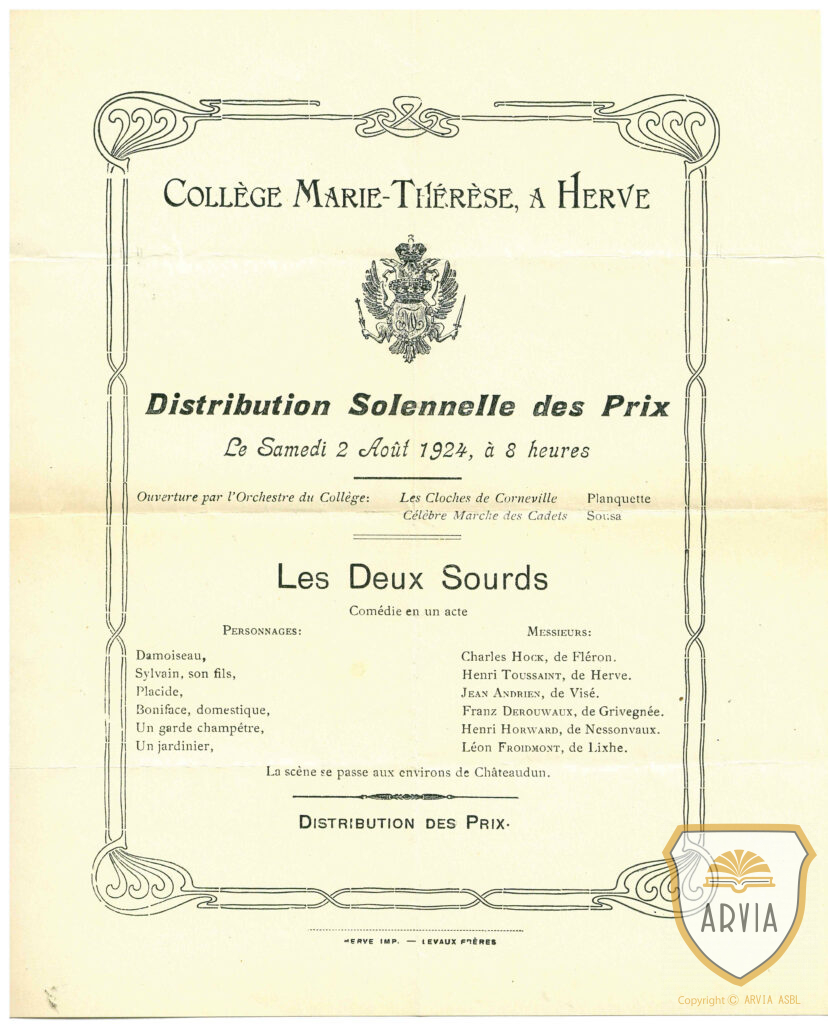 COLLÈGE MARIE-THÉRÈSE, A HERVE
Distribution Solennelle des Prix
Le Samedi 2 Août 1924, à 8 heures
Ouverture par l'Orchestre du Collège: Les Cloches de Corneville Planquette
Célèbre Marche des Cadets Sousa
Les Deux Sourds
Comédie en un acte
PERSONNAGES: MESSIEURS:
Damoiseau, Charles HOCK, de Fléron.
Sylvain, son fils, Henri TOUSSAINT, de Herve.
Placide, JEAN ANDRIEN, de Visé.
Boniface, domestique, Franz DEROUWAUX, de Grivegnée.
Un garde champêtre, Henri HORWARD, de Nessonvaux.
Un jardinier, Léon FROIDMONT, de Lixhe.
La scène se passe aux environs de Châteaudun.
DISTRIBUTION DES PRIX.
HERVE IMP. — LEVAUX FRÈRES
ARVIA
Copyright © ARVIA ASBL